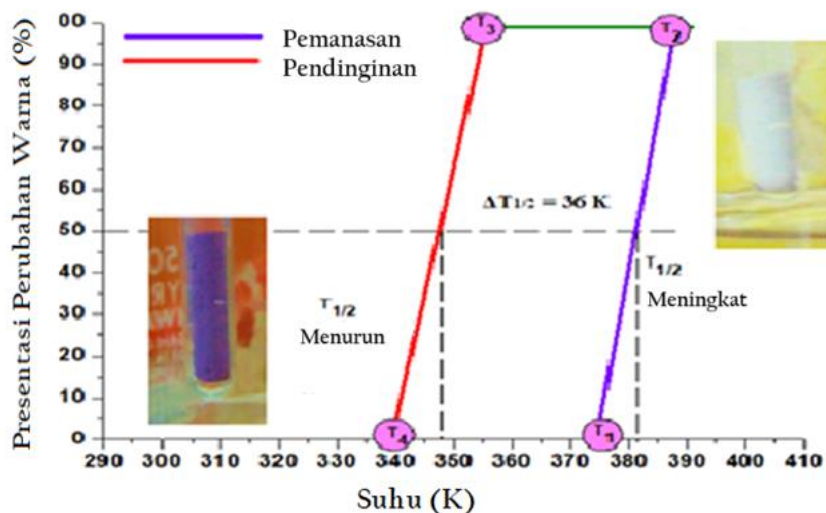 Presentasi Perubahan Warna (%)
00
90
80
70
60
50
40
30
20
10
0
Pemanasan
Pendinginan
T3
T2
ΔT1/2 = 36 K
T1/2
Menurun
T1/2
Meningkat
T4
T1
290 300 310 320 330 340 350 360 370 380 390 400 410
Suhu (K)